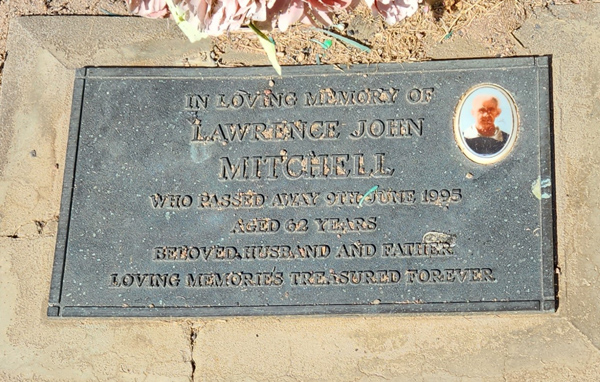 IN LOVING MEMORY OF
LAWRENCE JOHN
MITCHELL
WHO PASSED AWAY 9TH JUNE 1995
AGED 62 YEARS
BELOVED HUSBAND AND FATHER
LOVING MEMORIES TREASURED FOREVER